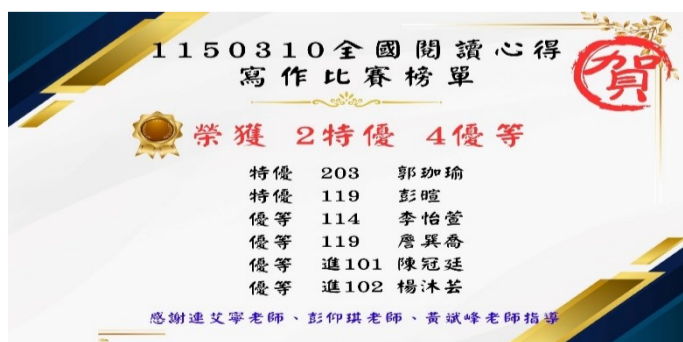 1150310全國閱讀心得
寫作比賽榜單
賀
榮獲 2特優 4優等
特優 203 郭珈瑜
特優 119 彭暄
優等 114 李怡萱
優等 119 詹巽喬
優等 進101 陳冠廷
優等 進102 楊沐芸
感謝連艾寧老師、彭仰琪老師、黃斌峰老師指導